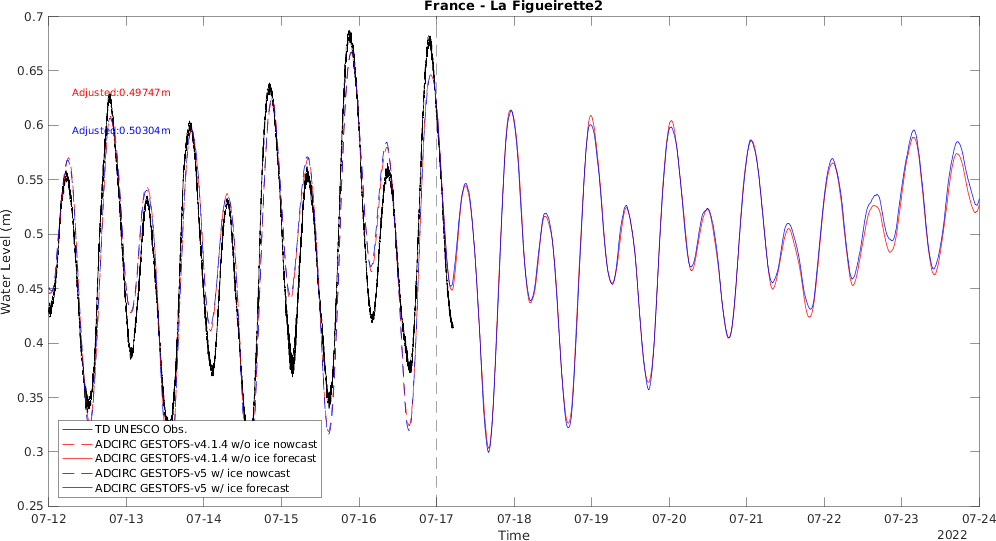 France - La Figueirette2
0.7
0.65
0.6
0.55
0.5
0.45
0.4
0.35
0.3
0.25
Water Level (m)
Adjusted:0.49747m
Adjusted:0.50304m
TD UNESCO Obs.
ADCIRC GESTOFS-v4.1.4 w/o ice nowcast
ADCIRC GESTOFS-v4.1.4 w/o ice forecast
ADCIRC GESTOFS-v5 w/ ice nowcast
ADCIRC GESTOFS-v5 w/ ice forecast
07-12 07-13 07-14 07-15 07-16 07-17 07-18 07-19 07-20 07-21 07-22 07-23 07-24
Time
2022